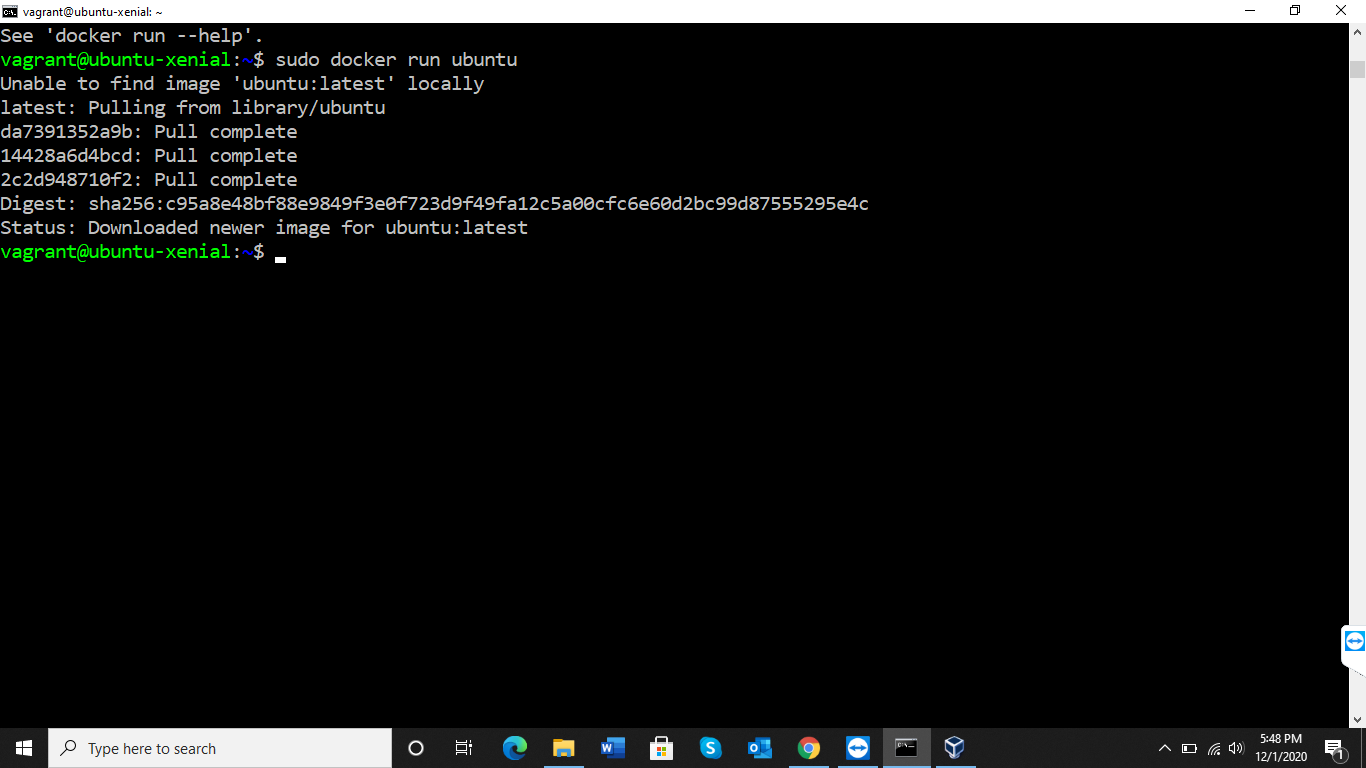 vagrant@ubuntu-xenial: ~
See 'docker run --help'.
vagrant@ubuntu-xenial:~$ sudo docker run ubuntu
Unable to find image 'ubuntu:latest' locally
latest: Pulling from library/ubuntu
da7391352a9b: Pull complete
14428a6d4bcd: Pull complete
2c2d948710f2: Pull complete
Digest: sha256:c95a8e48bf88e9849f3e0f723d9f49fa12c5a00cfc6e60d2bc99d87555295e4c
Status: Downloaded newer image for ubuntu:latest
vagrant@ubuntu-xenial:~$
Type here to search
5:48 PM
12/1/2020
1